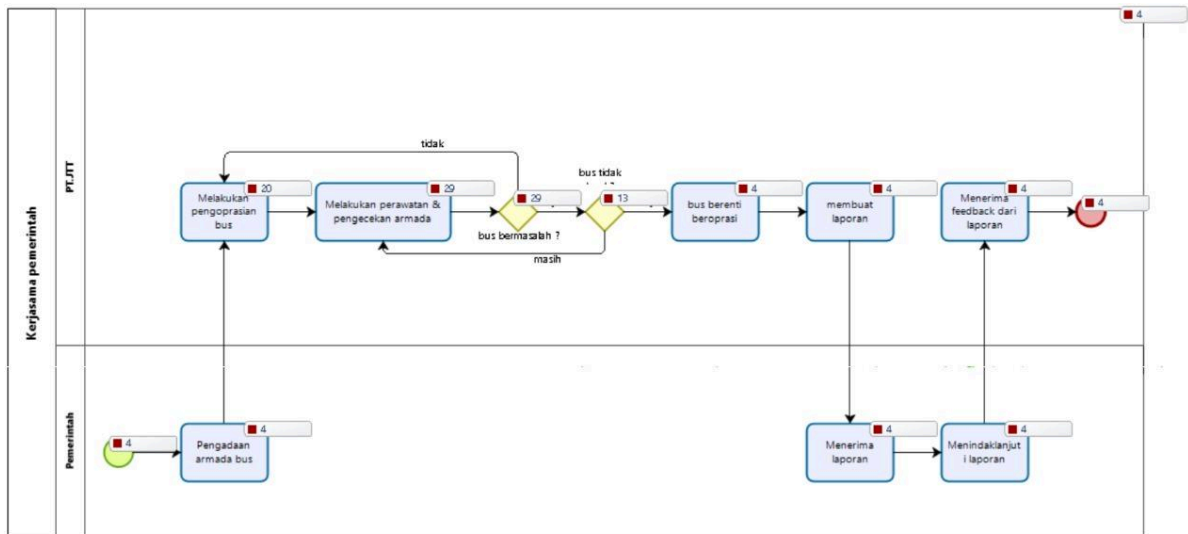 4
Kerjasama pemerintah
PT.JTT
tidak
bus tidak
20
Melakukan
pengoprasian
bus
29
Melakukan perawatan &
pengecekan armada
29
bus bermasalah ?
13
masih
4
bus berenti
beroprasi
4
membuat
laporan
4
Menerima
feedback dari
laporan
4
Pemerintah
4
4
Pengadaan
armada bus
4
Menerima
laporan
4
Menindaklanjut
i laporan